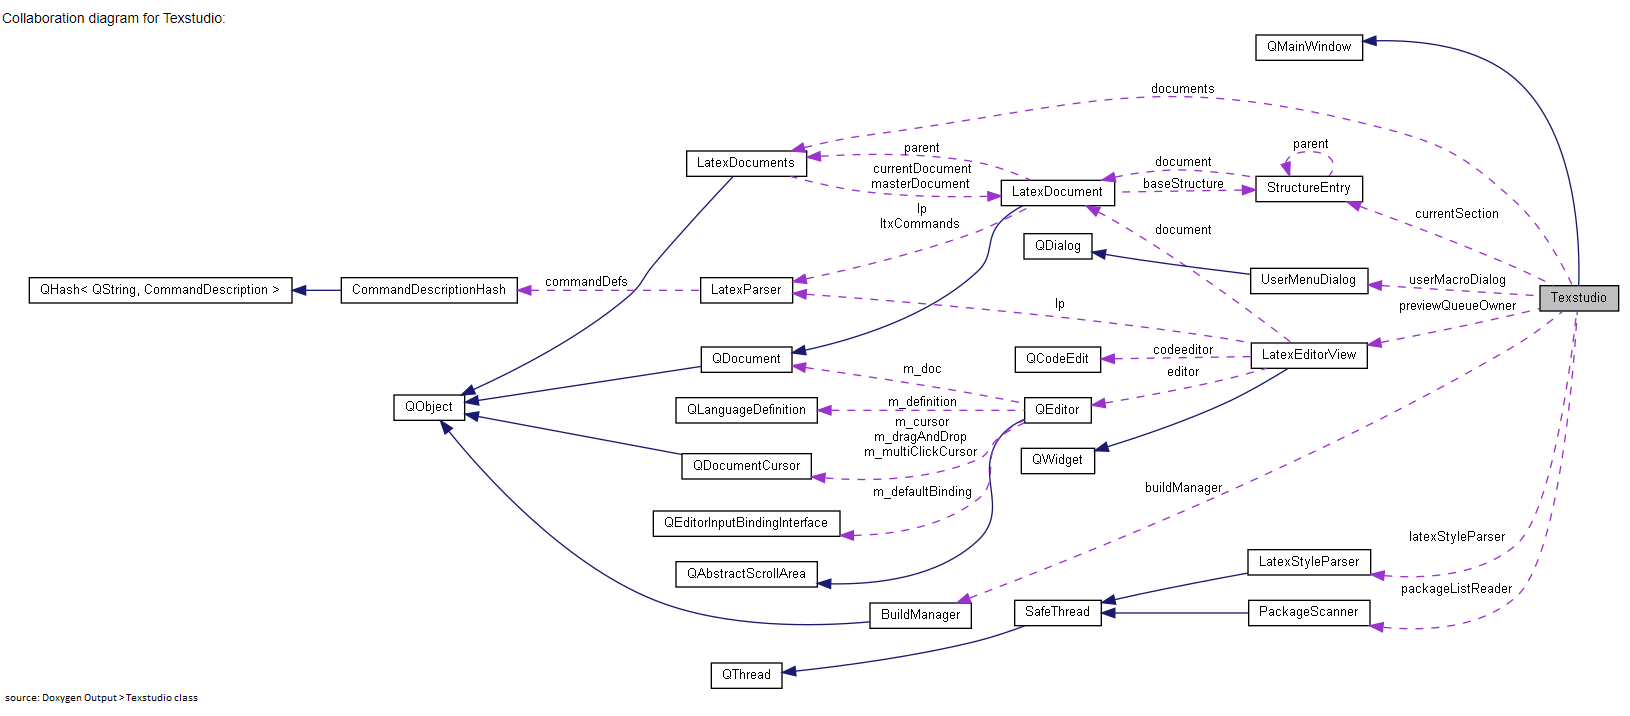 Collaboration diagram for Texstudio:
QMainWindow
documents
parent
LatexDocuments
currentDocument
masterDocument
LatexDocument
document
baseStructure
parent
StructureEntry
currentSection
lp
ltxCommands
document
QDialog
UserMenuDialog
userMacroDialog
Texstudio
previewQueueOwner
QHash< QString, CommandDescription >
CommandDescriptionHash
commandDefs
LatexParser
lp
QDocument
QCodeEdit
codeeditor
LatexEditorView
editor
m_doc
QObject
QLanguageDefinition
m_definition
QEditor
m_cursor
m_dragAndDrop
m_multiClickCursor
QDocumentCursor
QWidget
m_defaultBinding
buildManager
QEditorInputBindingInterface
latexStyleParser
QAbstractScrollArea
LatexStyleParser
packageListReader
BuildManager
SafeThread
PackageScanner
QThread
source: Doxygen Output >Texstudio class